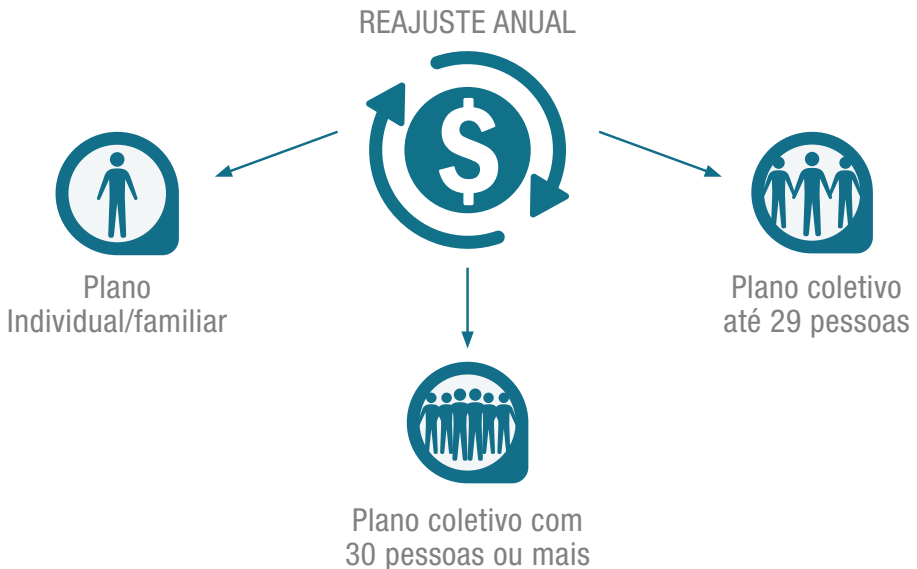 REAJUSTE ANUAL
$
Plano
Individual/familiar
Plano coletivo
até 29 pessoas
Plano coletivo com
30 pessoas ou mais